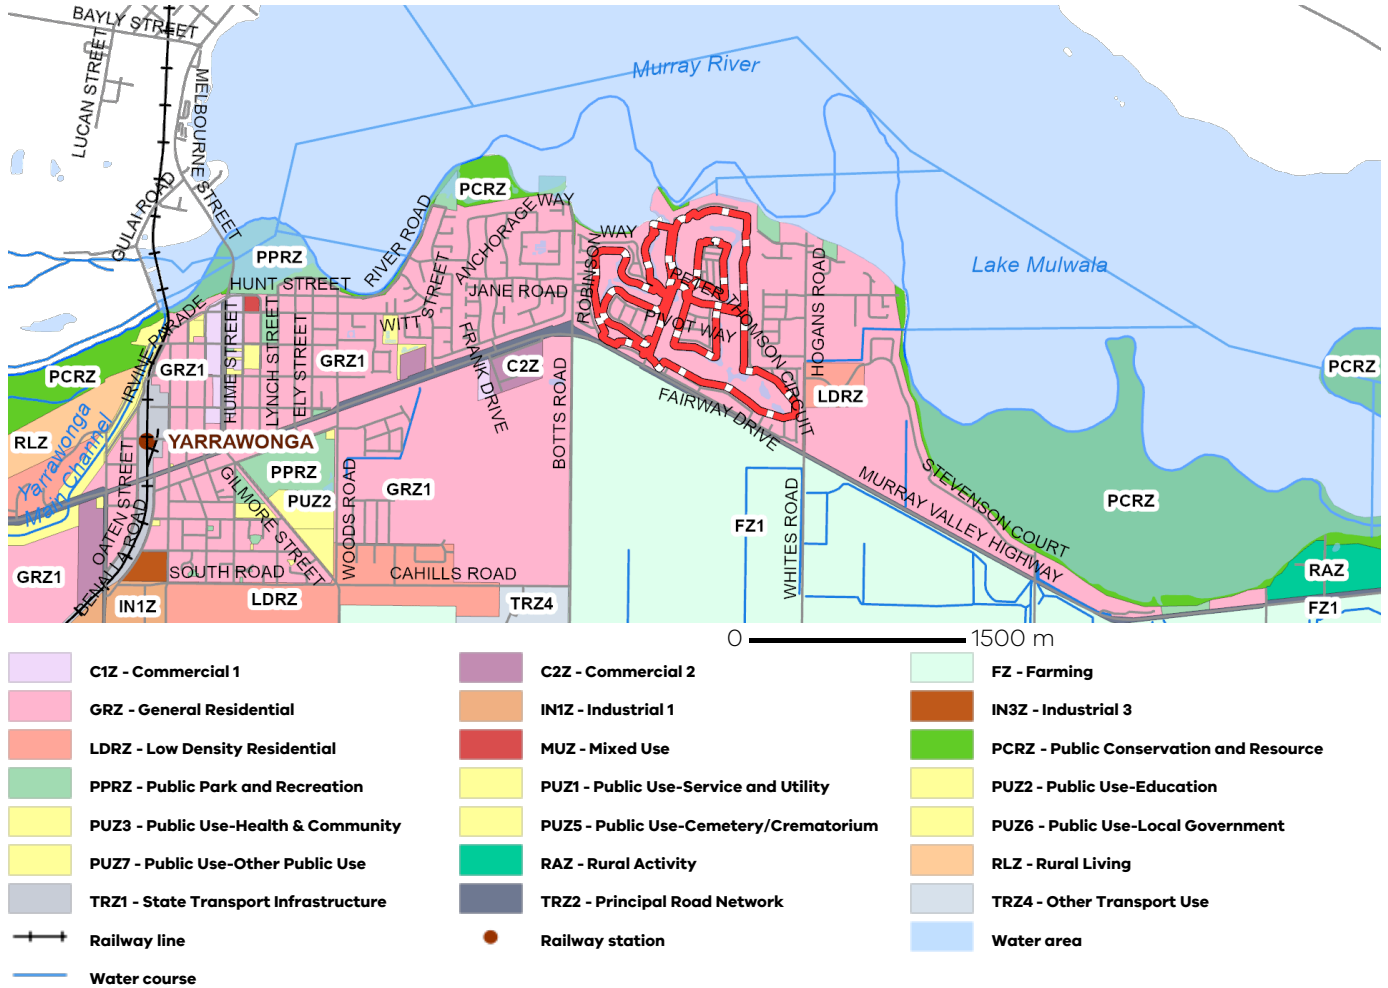 BAYLY STREET
LUCAN STREET
MELBOURNE STREET
GULAI ROAD
Murray River
Lake Mulwala
PCRZ
PPRZ
RIVER ROAD
ANCHORAGE WAY
WAY
ROBINSON
HUNT STREET
STREET
JANE ROAD
WITT
IRVINE PARADE
HUME STREET
LYNCH STREET
ELY STREET
GRZ1
GRZ1
FRANK DRIVE
C2Z
BOTTS ROAD
PETER THOMSON CIRCUIT
PIVOT WAY
HOGANS ROAD
LDRZ
FAIRWAY DRIVE
PCRZ
PCRZ
RLZ
Yarrawonga
Main Channel
YARRAWONGA
PPRZ
PUZ2
GILMORE STREET
WOODS ROAD
GRZ1
OATEN STREET
BENALLA ROAD
GRZ1
IN1Z
SOUTH ROAD
LDRZ
CAHILLS ROAD
TRZ4
FZ1
WHITES ROAD
MURRAY VALLEY HIGHWAY
STEVENSON COURT
PCRZ
RAZ
FZ1
0 1500 m
C1Z - Commercial 1
C2Z - Commercial 2
FZ - Farming
GRZ - General Residential
IN1Z - Industrial 1
IN3Z - Industrial 3
LDRZ - Low Density Residential
MUZ - Mixed Use
PCRZ - Public Conservation and Resource
PPRZ - Public Park and Recreation
PUZ1 - Public Use-Service and Utility
PUZ2 - Public Use-Education
PUZ3 - Public Use-Health & Community
PUZ5 - Public Use-Cemetery/Crematorium
PUZ6 - Public Use-Local Government
PUZ7 - Public Use-Other Public Use
RAZ - Rural Activity
RLZ - Rural Living
TRZ1 - State Transport Infrastructure
TRZ2 - Principal Road Network
TRZ4 - Other Transport Use
Railway line
Railway station
Water area
Water course